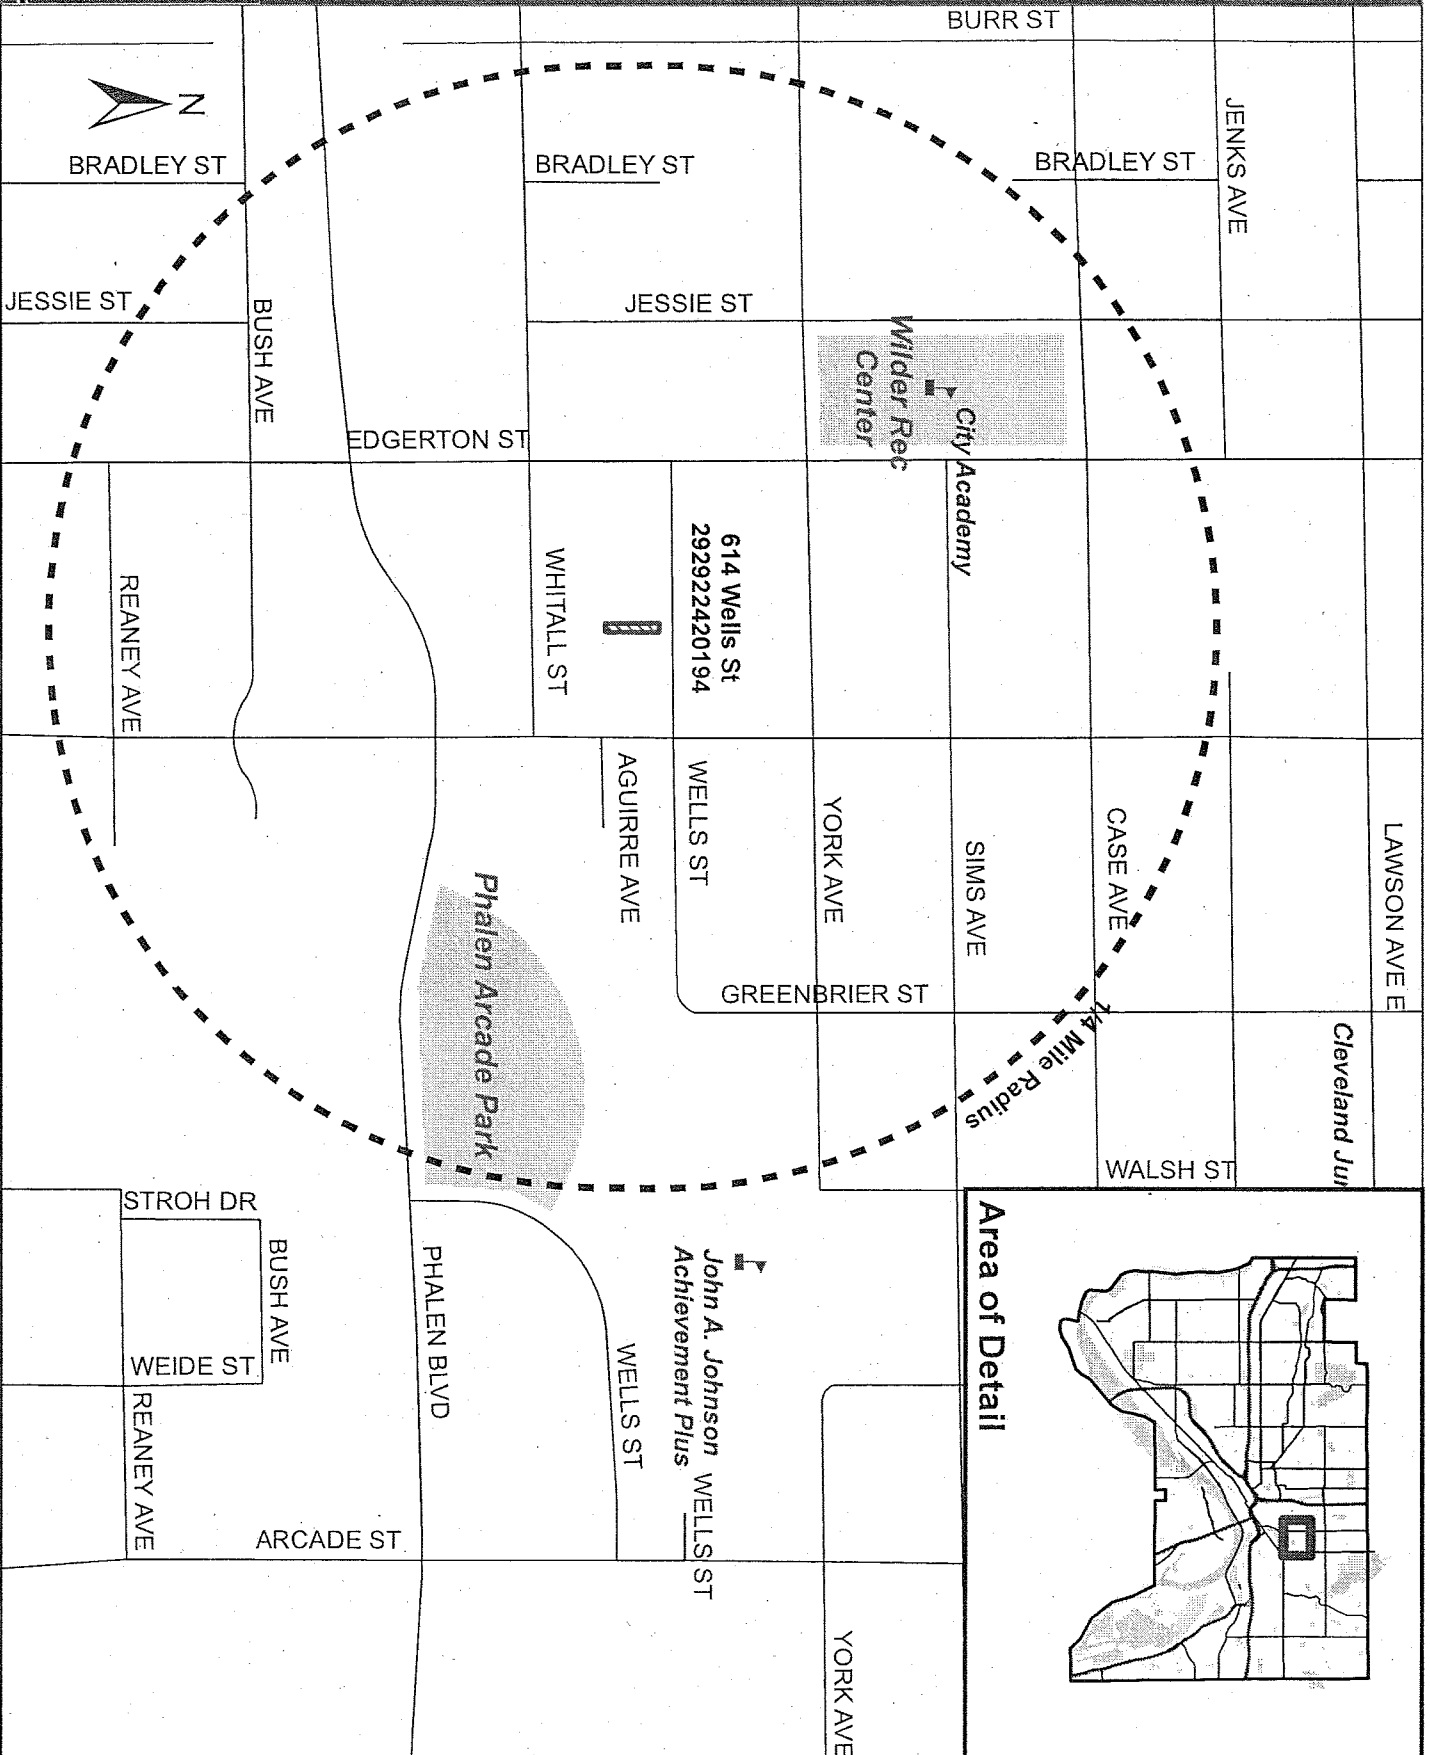 BURR ST
N
JENKS AVE
BRADLEY ST
BRADLEY ST
BRADLEY ST
JESSIE ST
BUSH AVE
JESSIE ST
Wilder Rec
Center
City Academy
EDGERTON ST
614 Wells St
292922420194
WHITALL ST
REANEY AVE
AGUIRRE AVE
WELLS ST
YORK AVE
SIMS AVE
CASE AVE
LAWSON AVE E
Phalen Arcade Park
GREENBRIER ST
1/4 Mile Radius
Cleveland Jun
WALSH ST
STROH DR
Area of Detail
BUSH AVE
PHALEN BLVD
John A. Johnson
Achievement Plus
WELLS ST
WEIDE ST
REANEY AVE
WELLS ST
ARCADE ST
YORK AVE